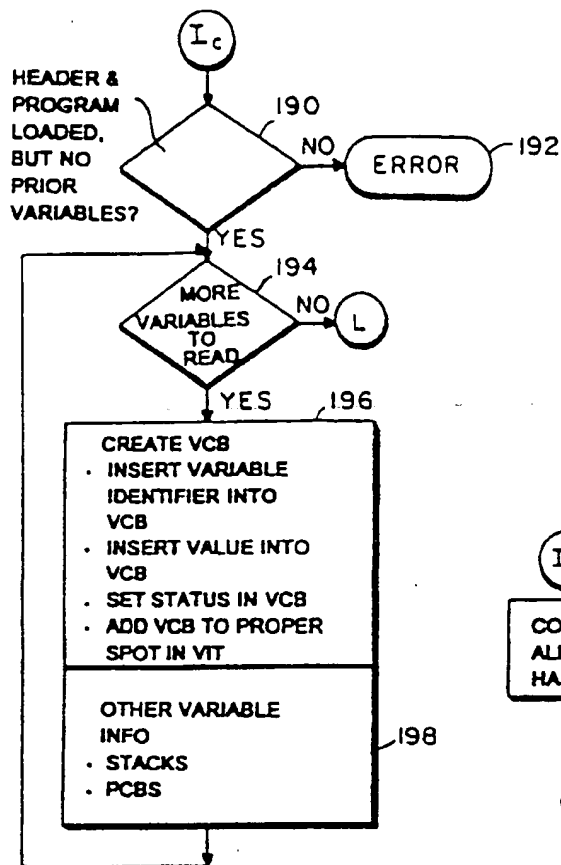 Ic
HEADER &
PROGRAM
LOADED,
BUT NO
PRIOR
VARIABLES?
190
NO
ERROR
192
YES
194
MORE
VARIABLES
TO
READ
NO
L
YES
196
CREATE VCB
• INSERT VARIABLE
IDENTIFIER INTO
VCB
• INSERT VALUE INTO
VCB
• SET STATUS IN VCB
• ADD VCB TO PROPER
SPOT IN VIT
OTHER VARIABLE
INFO
• STACKS
• PCBS
198
I
CO
HA